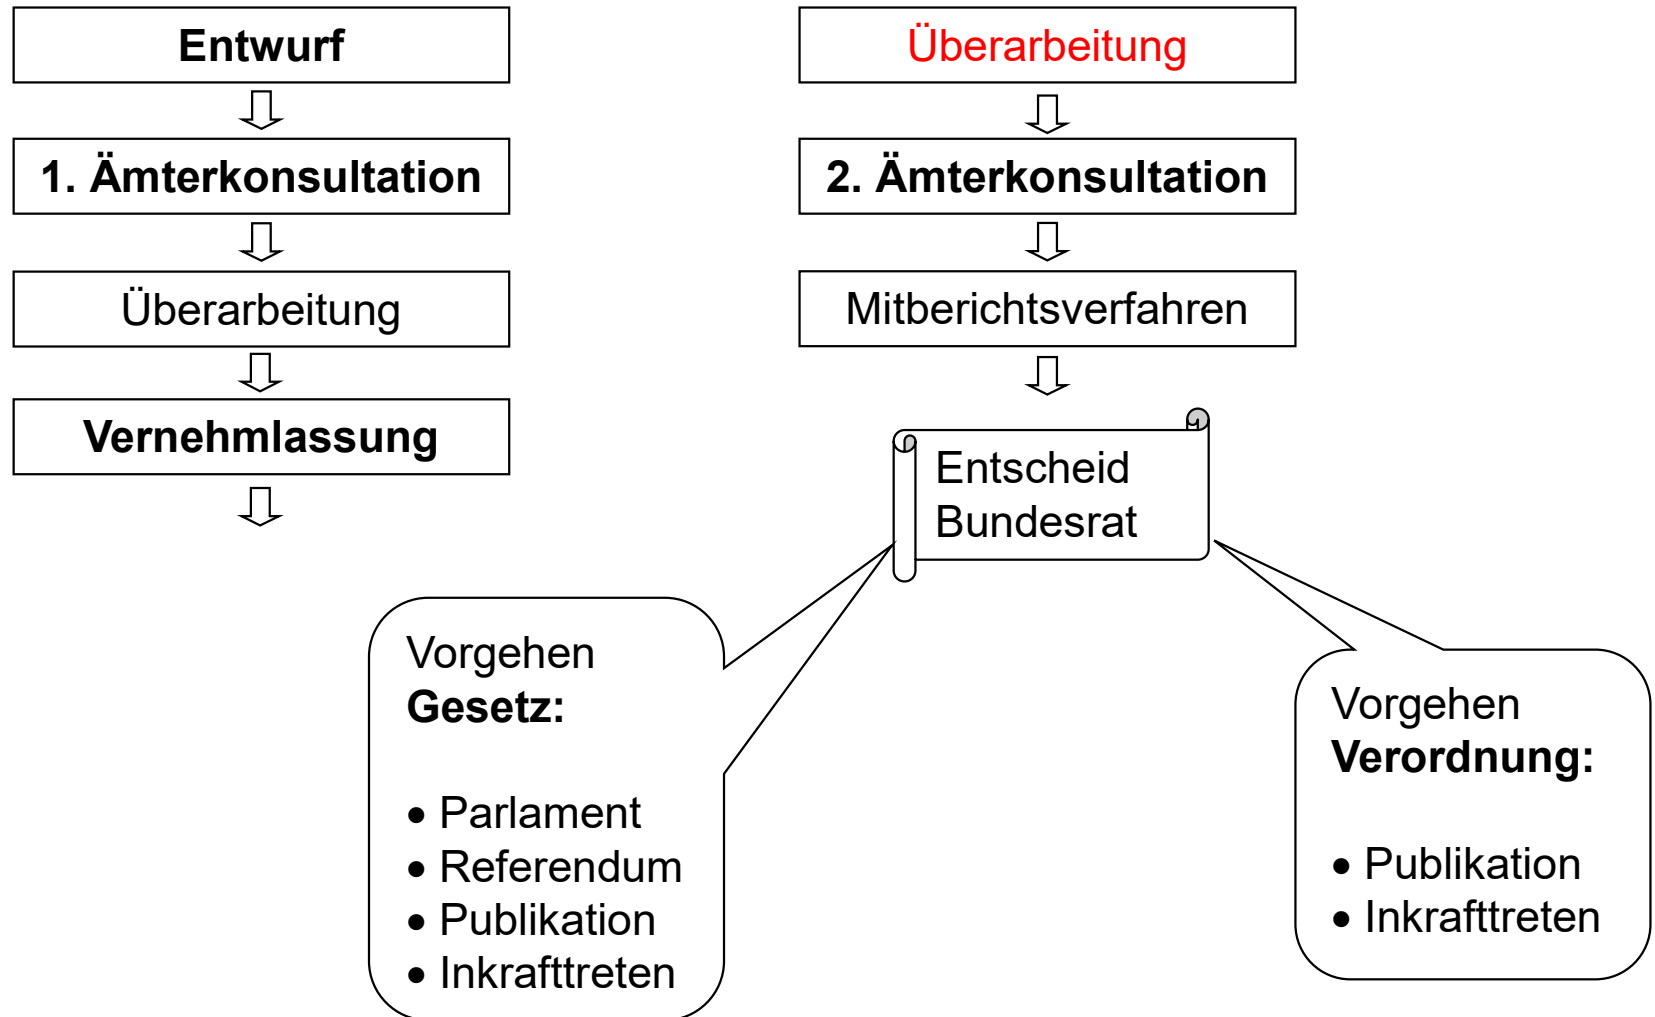 Entwurf
1. Ämterkonsultation
Überarbeitung
Vernehmlassung
Überarbeitung
2. Ämterkonsultation
Mitberichtsverfahren
Entscheid
Bundesrat
Vorgehen
Gesetz:
• Parlament
• Referendum
• Publikation
• Inkrafttreten
Vorgehen
Verordnung:
• Publikation
• Inkrafttreten